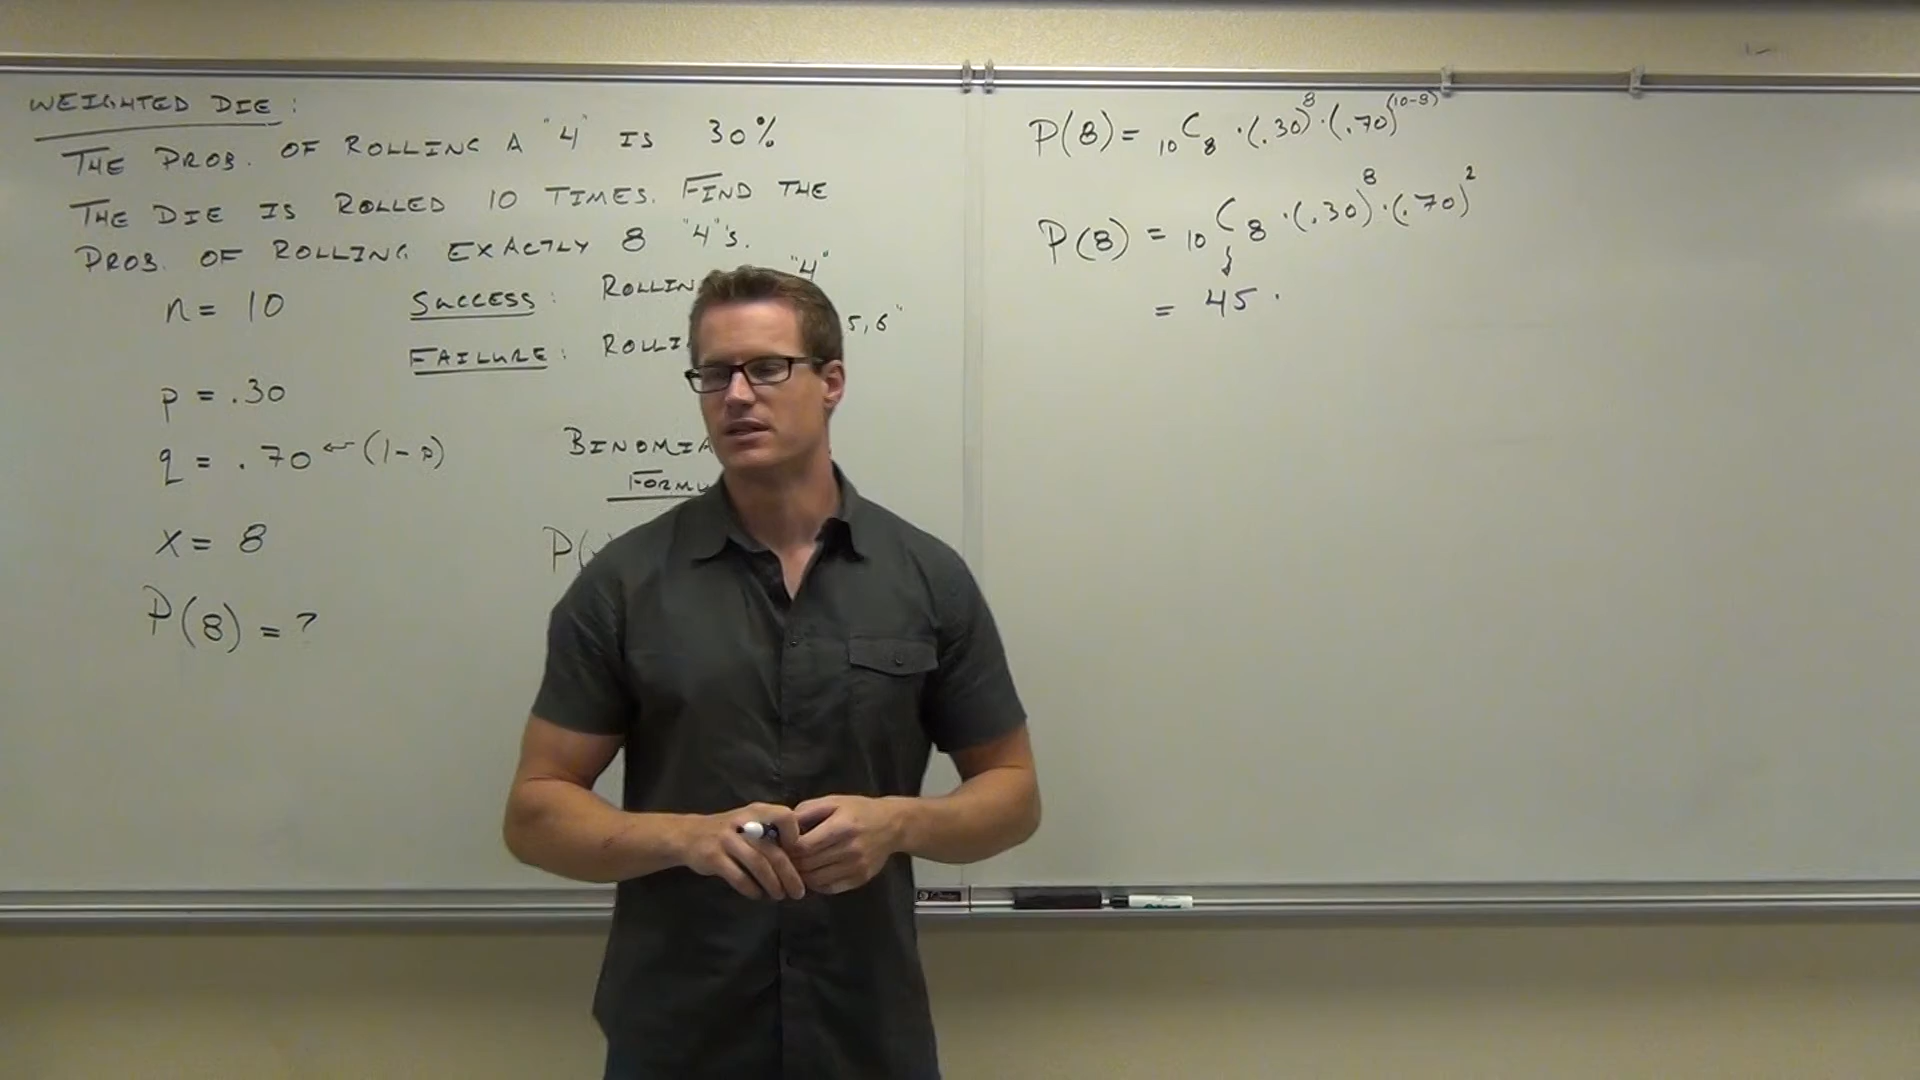 WEIGHTED DIE:
THE PROB. OF ROLLING A "4" IS 30%
THE DIE IS ROLLED 10 TIMES. FIND THE
PROB. OF ROLLING EXACTLY 8 "4"'s.
n = 10
SUCCESS: ROLLIN "4"
FAILURE: ROLLI 5,6"
p = .30
q = .70 ← (1-p)
BINOMIA
FORMU
x = 8
P(
P(8) = ?
P(8) = ₁₀C₈ · (.30)⁸ · (.70)⁽¹⁰⁻⁸⁾
P(8) = ₁₀C₈ · (.30)⁸ · (.70)²
= 45 ·